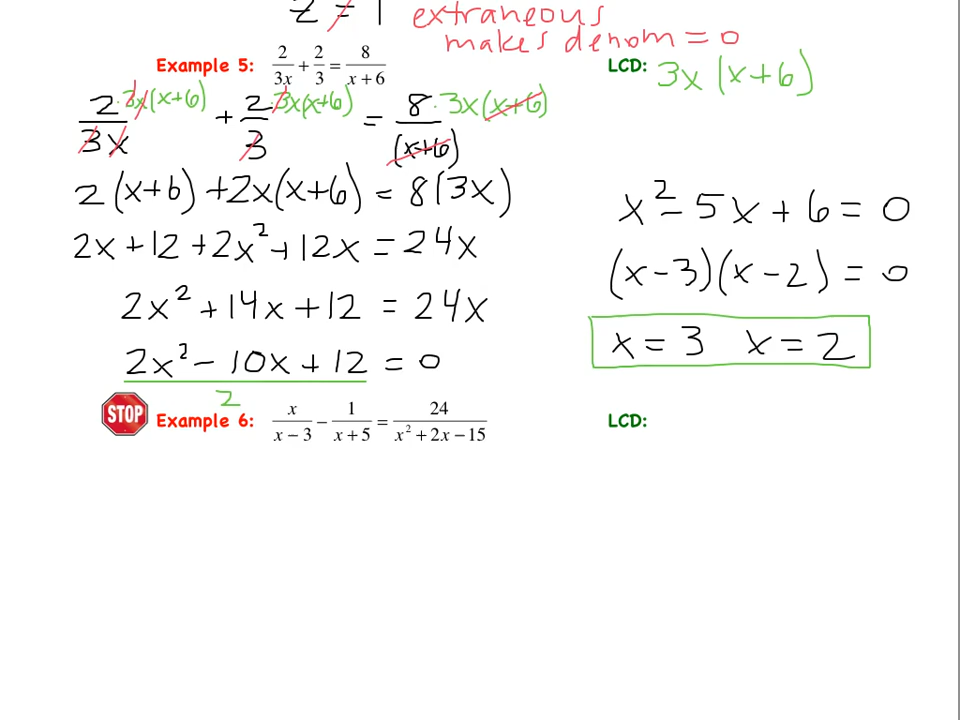 z = 1 extraneous
makes denom = 0
Example 5: 2/3x + 2/3 = 8/(x + 6) LCD: 3x(x+6)
2/3x · 3x(x+6) + 2/3 · 3x(x+6) = 8/(x+6) · 3x(x+6)
2(x+6) + 2x(x+6) = 8(3x)
2x + 12 + 2x² + 12x = 24x
2x² + 14x + 12 = 24x
2x² − 10x + 12 = 0
2
x² − 5x + 6 = 0
(x − 3)(x − 2) = 0
x = 3 x = 2
STOP Example 6: x/(x − 3) − 1/(x + 5) = 24/(x² + 2x − 15) LCD: